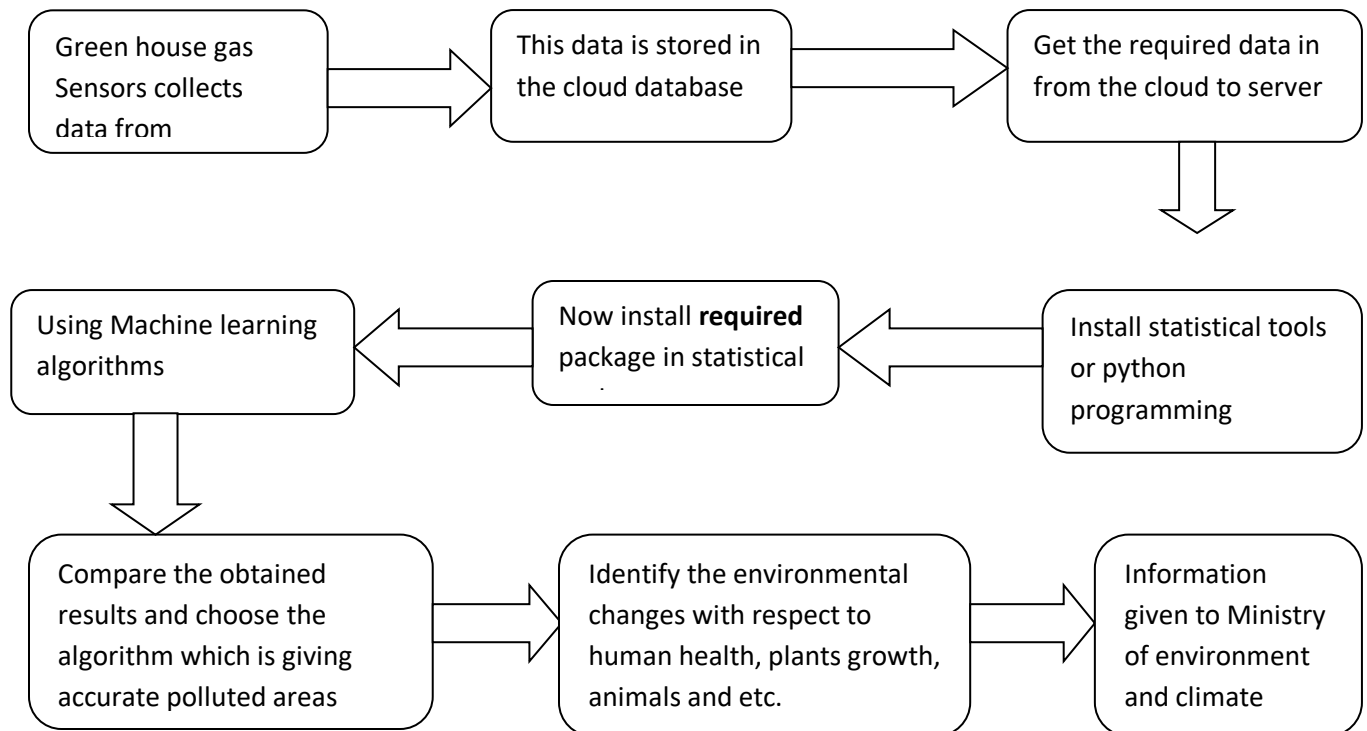 Green house gas
Sensors collects
data from
This data is stored in
the cloud database
Get the required data in
from the cloud to server
Install statistical tools
or python
programming
Now install required
package in statistical
Using Machine learning
algorithms
Compare the obtained
results and choose the
algorithm which is giving
accurate polluted areas
Identify the environmental
changes with respect to
human health, plants growth,
animals and etc.
Information
given to Ministry
of environment
and climate